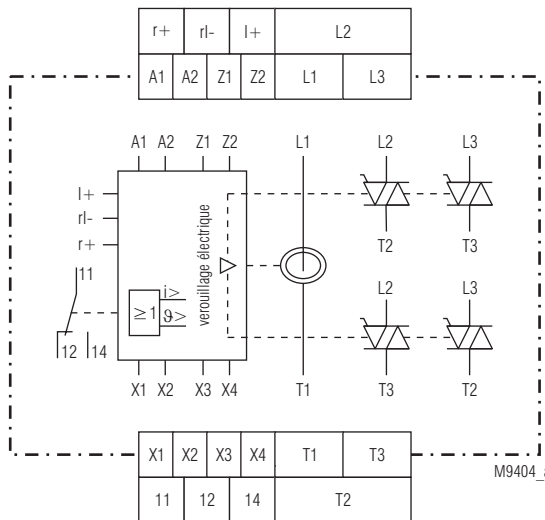 r+ rl- l+ L2
A1 A2 Z1 Z2 L1 L3
A1 A2 Z1 Z2 L1 L2 L3
l+
rl-
r+
T2 T3
11
verouillage électrique
≥1 i>
ϑ>
L2 L3
12 14
X1 X2 X3 X4 T1 T3 T2
X1 X2 X3 X4 T1 T3
11 12 14 T2